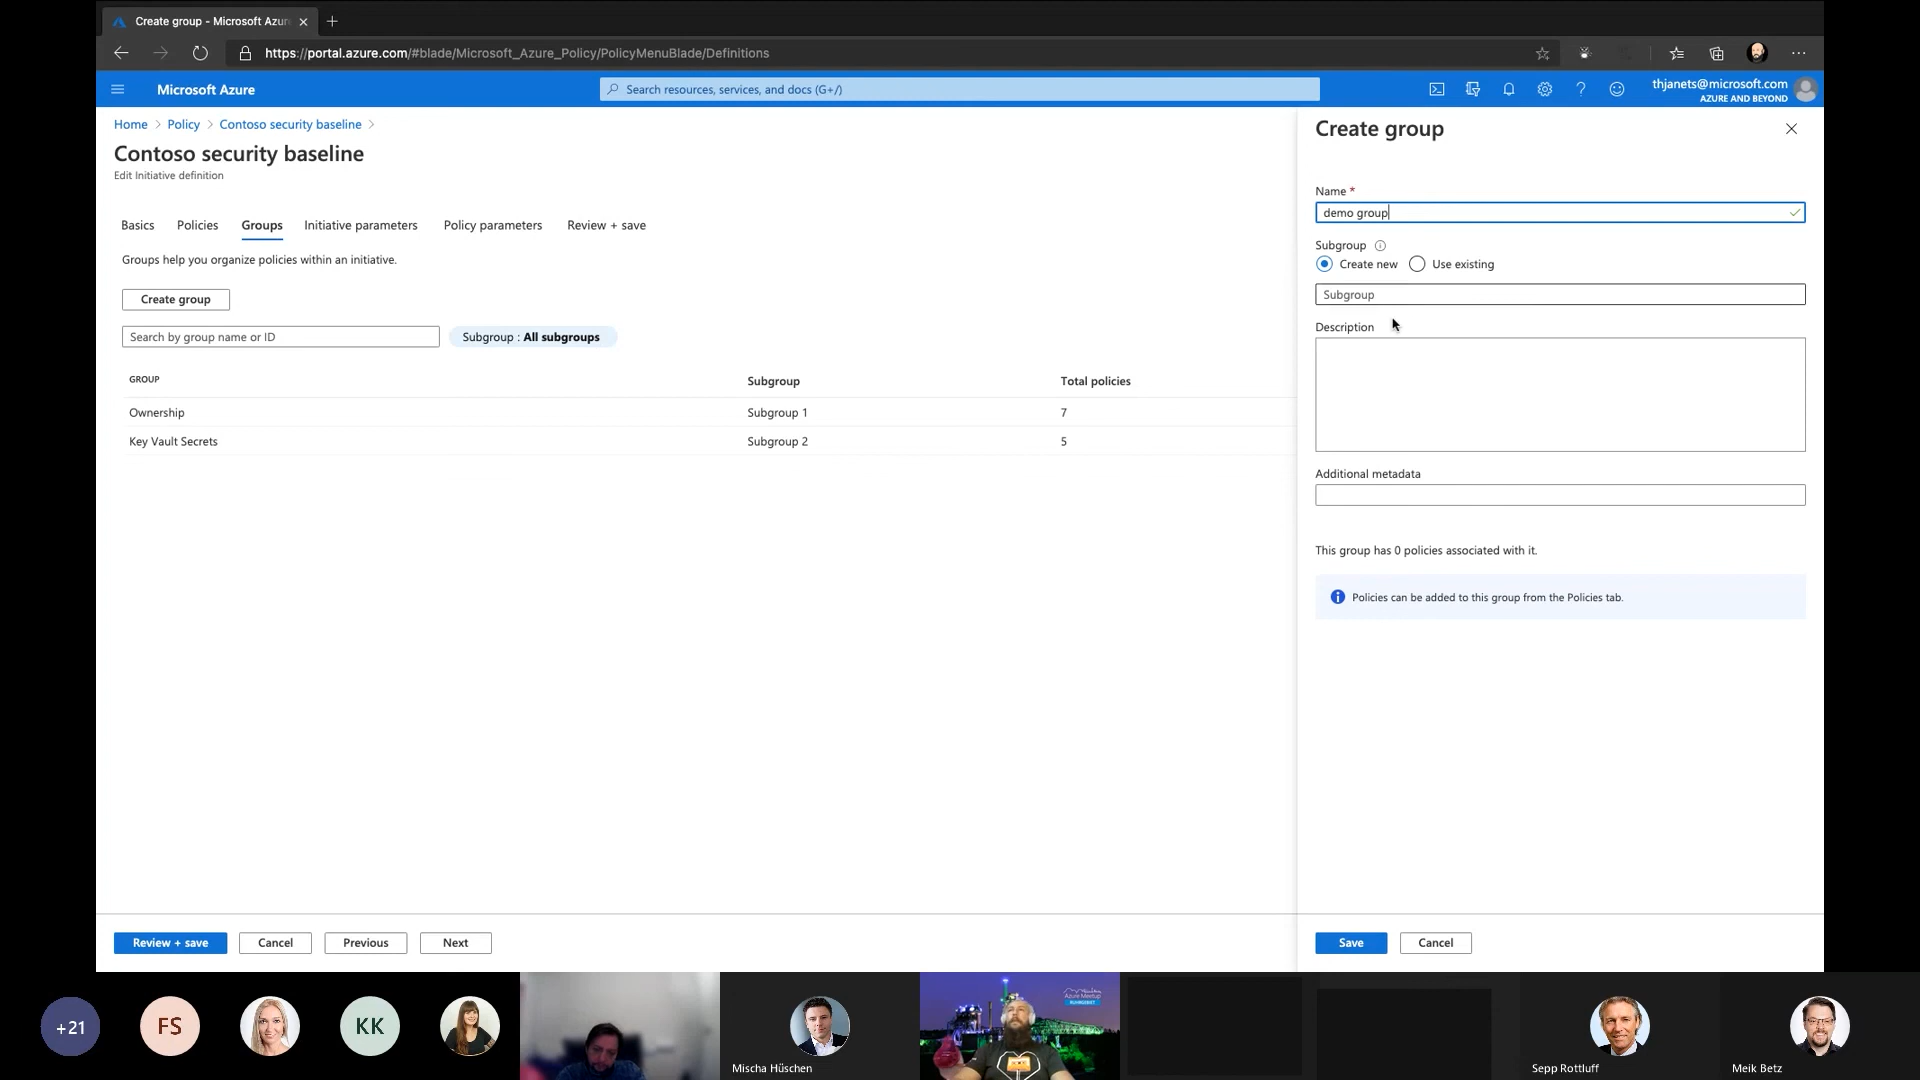 Create group - Microsoft Azur
https://portal.azure.com/#blade/Microsoft_Azure_Policy/PolicyMenuBlade/Definitions
Microsoft Azure
Search resources, services, and docs (G+/)
thjanets@microsoft.com
AZURE AND BEYOND
Home > Policy > Contoso security baseline >
Contoso security baseline
Edit Initiative definition
Basics Policies Groups Initiative parameters Policy parameters Review + save
Groups help you organize policies within an initiative.
Create group
Search by group name or ID
Subgroup : All subgroups
GROUP Subgroup Total policies
Ownership Subgroup 1 7
Key Vault Secrets Subgroup 2 5
Review + save Cancel Previous Next
Create group
Name *
demo group
Subgroup
Create new Use existing
Subgroup
Description
Additional metadata
This group has 0 policies associated with it.
Policies can be added to this group from the Policies tab.
Save Cancel
+21
FS
KK
Mischa Hüschen
Azure Meetup
RUHRGEBIET
Sepp Rottluff
Meik Betz